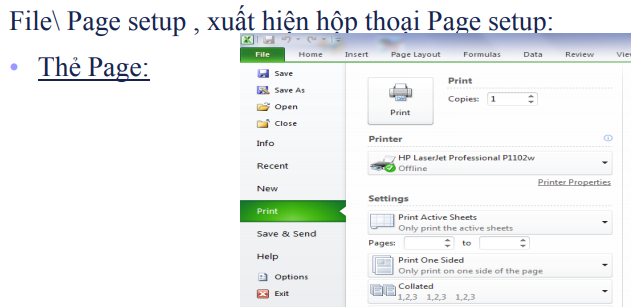 File\ Page setup , xuất hiện hộp thoại Page setup:
• Thẻ Page:
File Home Insert Page Layout Formulas Data Review Vie
Save
Save As
Open
Close
Info
Recent
New
Print
Save & Send
Help
Options
Exit
Print
Print
Copies: 1
Printer
HP LaserJet Professional P1102w
Offline
Printer Properties
Settings
Print Active Sheets
Only print the active sheets
Pages: to
Print One Sided
Only print on one side of the page
Collated
1,2,3 1,2,3 1,2,3